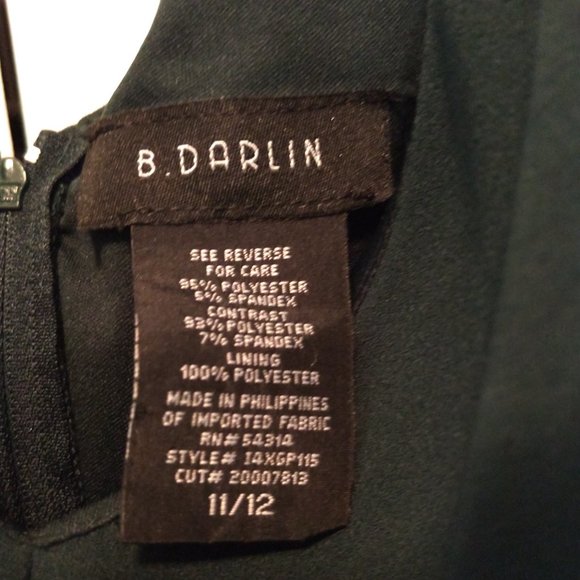 B.DARLIN
SEE REVERSE
FOR CARE
95% POLYESTER
5% SPANDEX
CONTRAST
93% POLYESTER
7% SPANDEX
LINING
100% POLYESTER
MADE IN PHILIPPINES
OF IMPORTED FABRIC
RN# 54314
STYLE# I4XGP115
CUT# 20007813
11/12